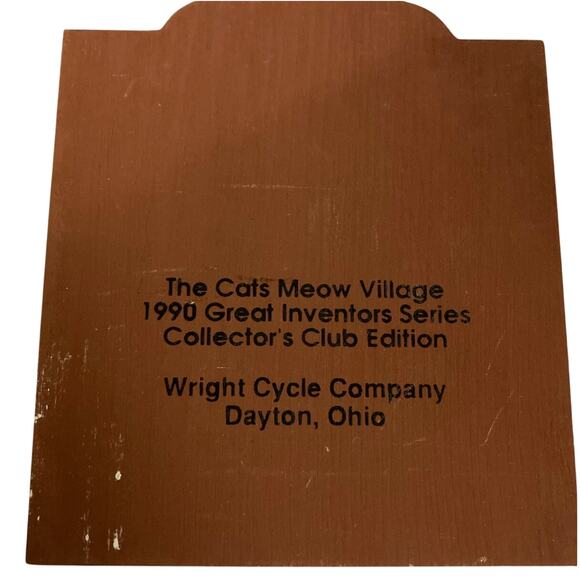 The Cats Meow Village
1990 Great Inventors Series
Collector's Club Edition
Wright Cycle Company
Dayton, Ohio